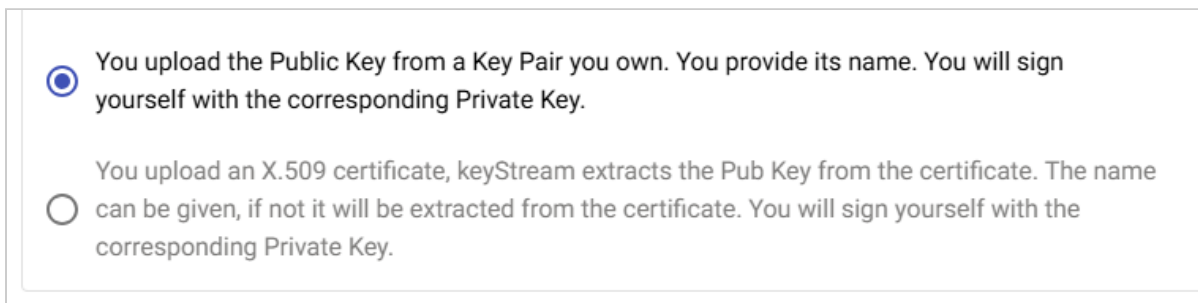 You upload the Public Key from a Key Pair you own. You provide its name. You will sign
yourself with the corresponding Private Key.
You upload an X.509 certificate, keyStream extracts the Pub Key from the certificate. The name
can be given, if not it will be extracted from the certificate. You will sign yourself with the
corresponding Private Key.